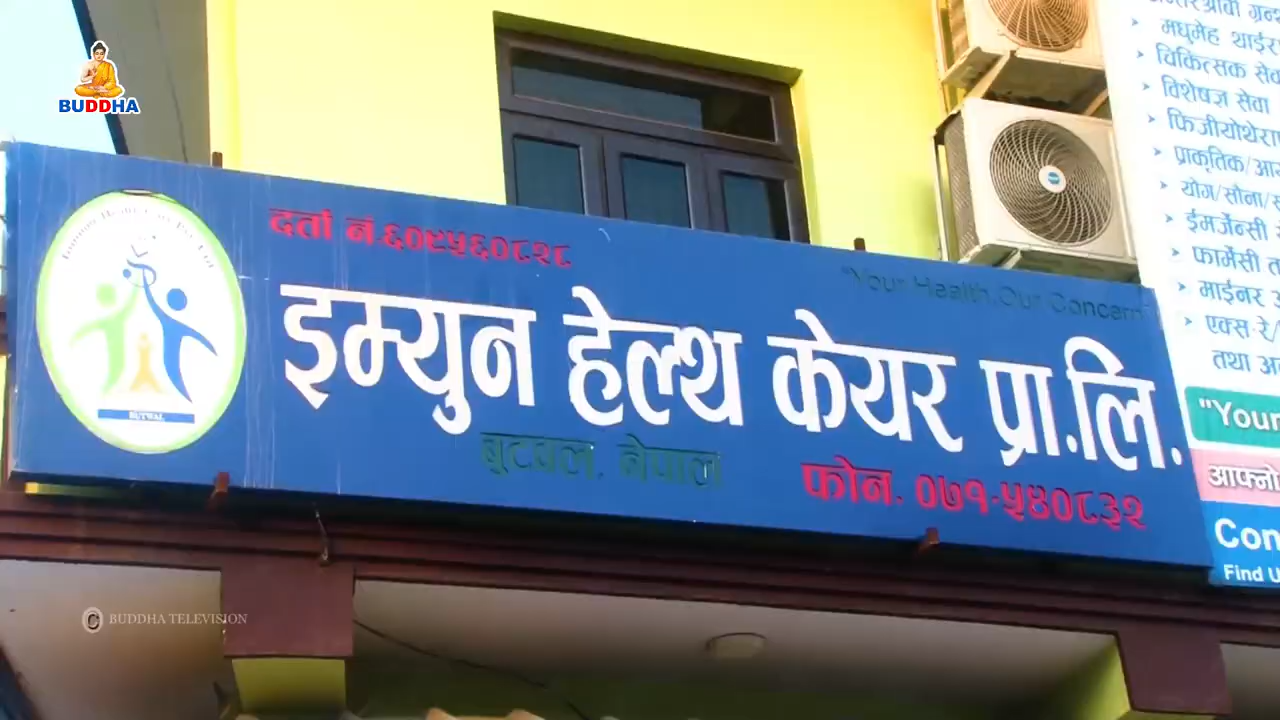 BUDDHA
दर्ता नं.६०९५६०८२८
"Your Health, Our Concern"
इम्युन हेल्थ केयर प्रा.लि.
बुटवल, नेपाल
फोन. ०७१-५४०८३२
BUTWAL
मधुमेह
चिकित्सक
विशेषज्ञ सेवा
योग/सौना/
ईमर्जेन्सी
फार्मेसी
माईनर
एक्स-रे/
तथा
"Your
आफ्नो
Find
© BUDDHA TELEVISION